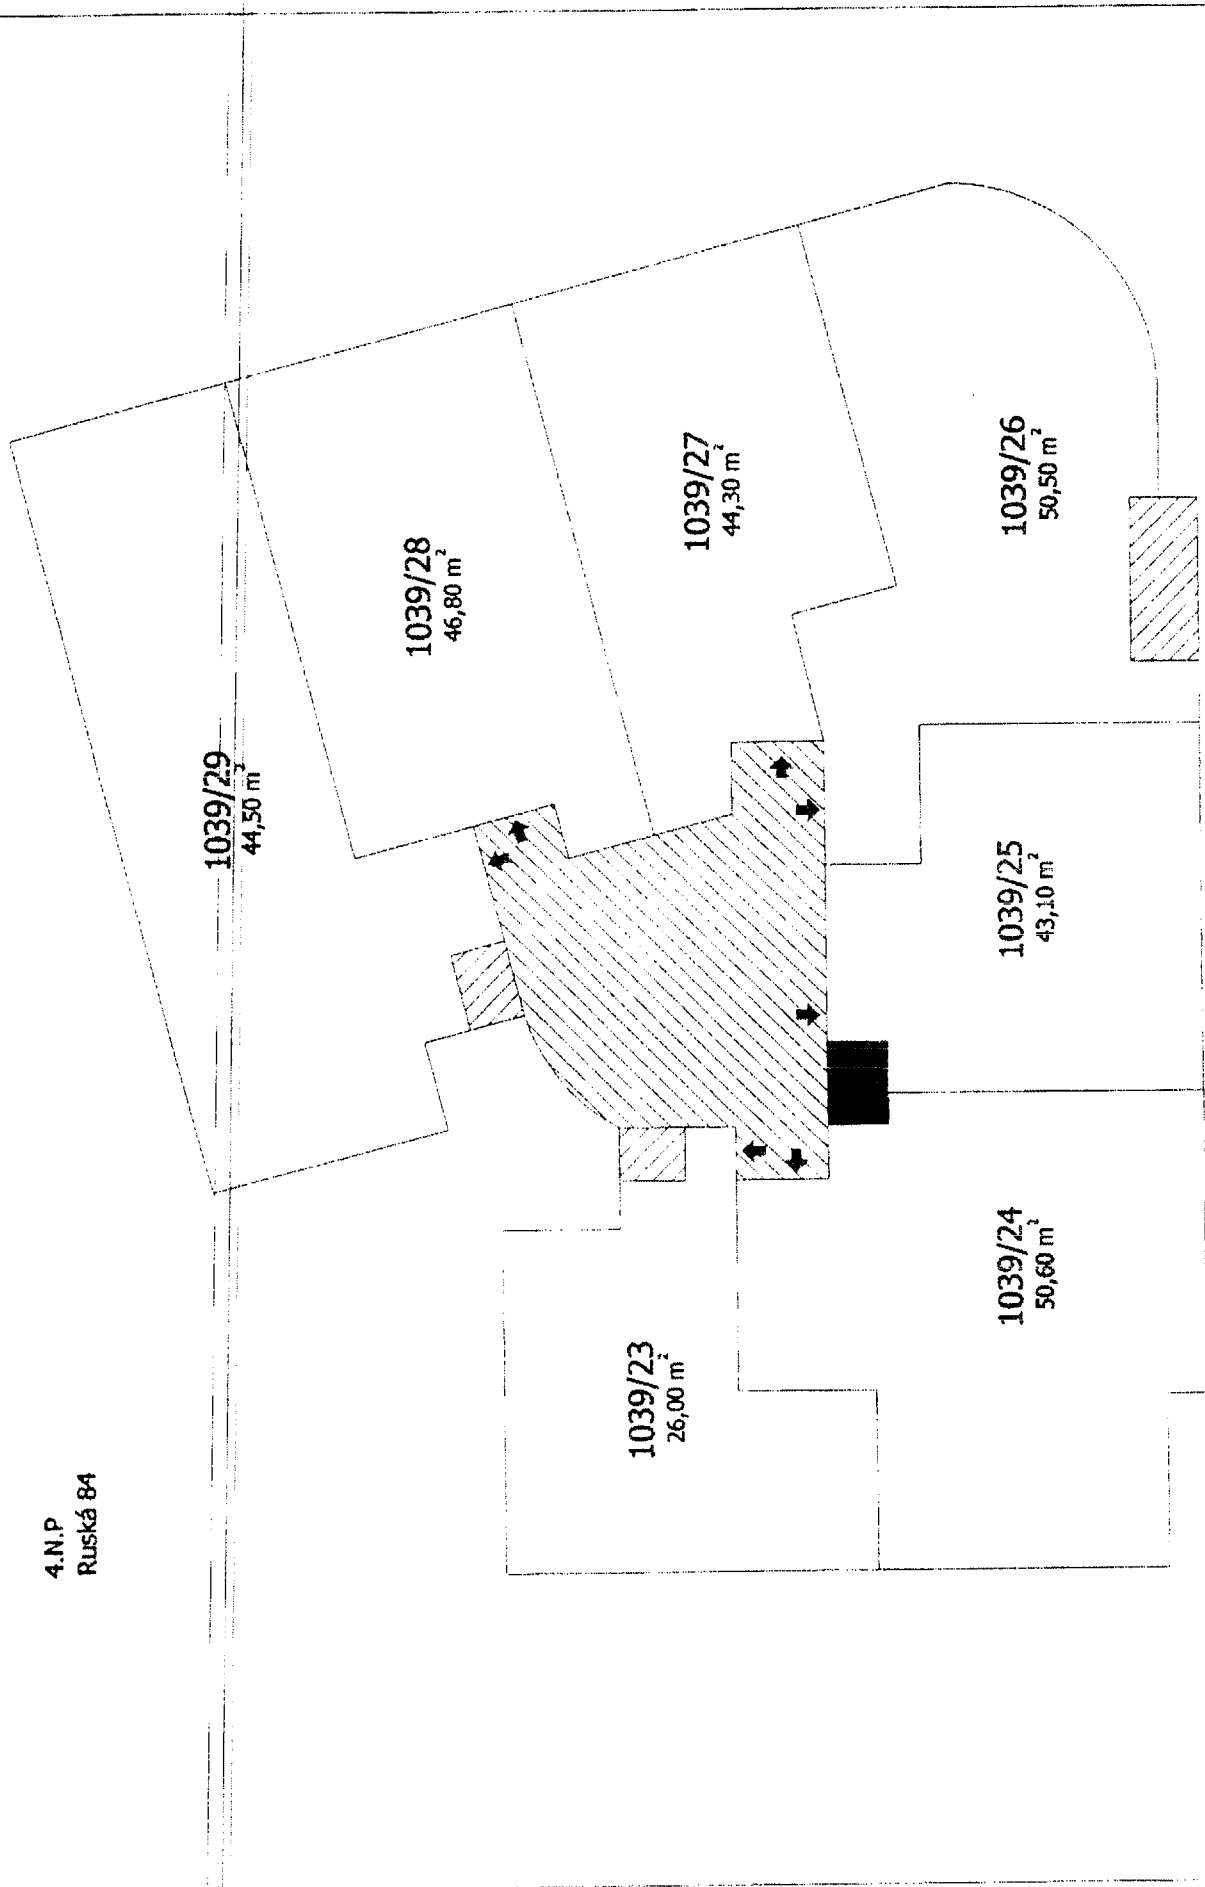 4.N.P
Ruská 84
1039/29
44,50 m²
1039/28
46,80 m²
1039/27
44,30 m²
1039/26
50,50 m²
1039/25
43,10 m²
1039/24
50,60 m²
1039/23
26,00 m²